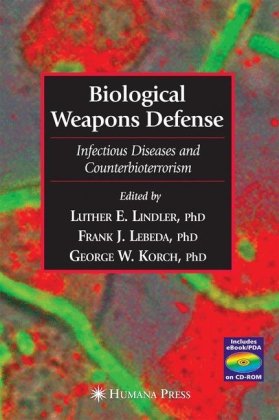 Biological
Weapons Defense
Infectious Diseases and
Counterbioterrorism
Edited by
LUTHER E. LINDLER, PHD
FRANK J. LEBEDA, PHD
GEORGE W. KORCH, PHD
Includes
eBook/PDA
on CD-ROM
HUMANA PRESS